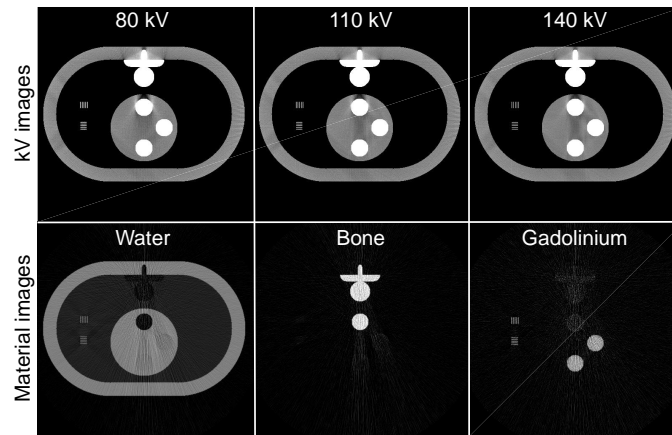 80 kV 110 kV 140 kV
kV images
Water Bone Gadolinium
Material images